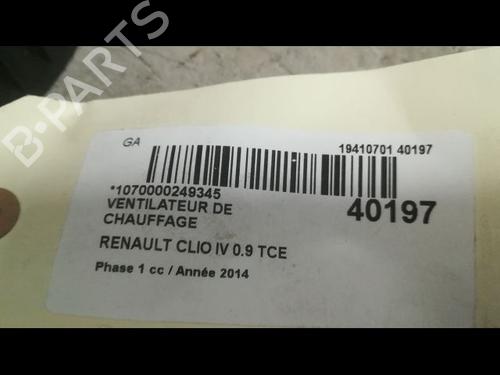 GA
19410701 40197
*1070000249345
VENTILATEUR DE
CHAUFFAGE
40197
RENAULT CLIO IV 0.9 TCE
Phase 1 cc / Année 2014
B-PARTS